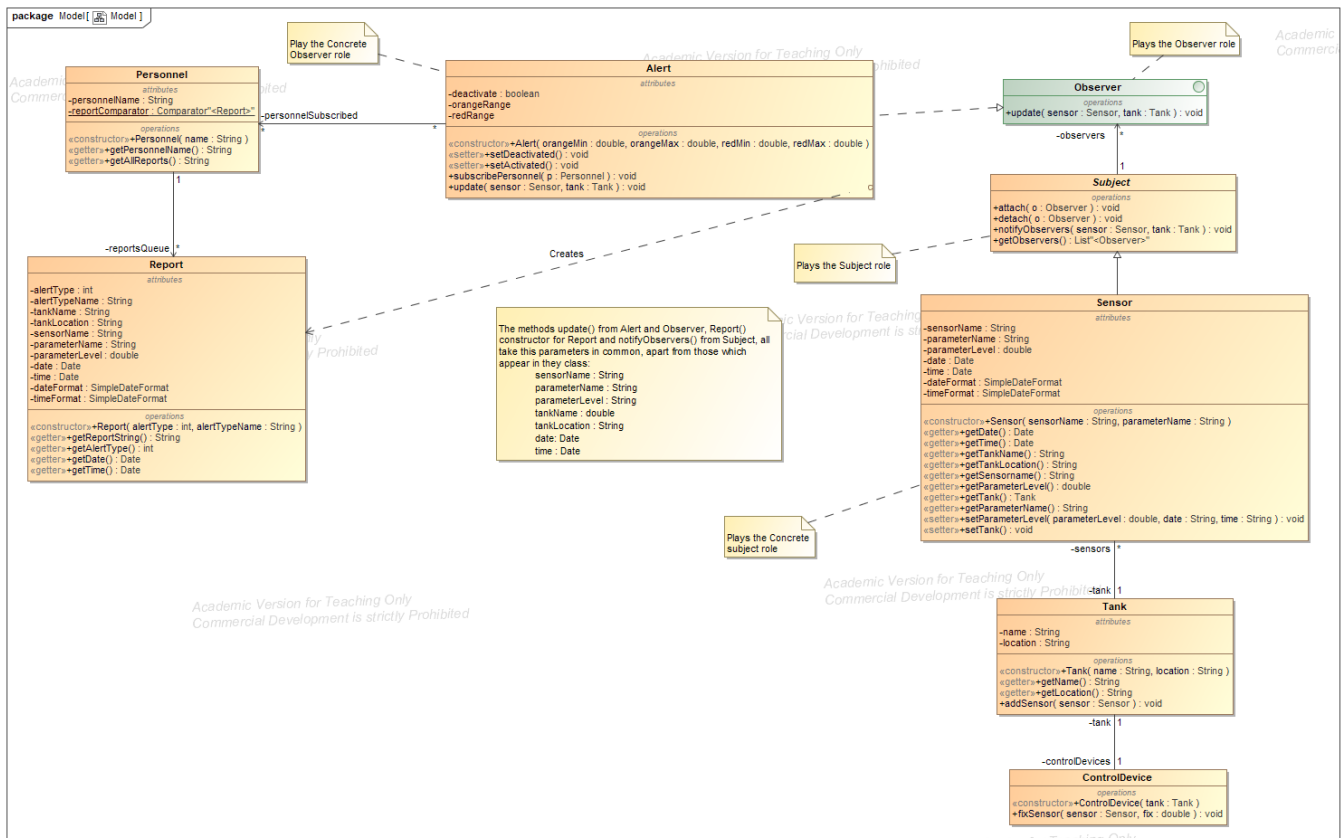 package Model[ Model ]
Play the Concrete
Observer role
Plays the Observer role
Academic Version for Teaching Only
Personnel
attributes
-personnelName : String
-reportComparator : Comparator"<Report>"
operations
«constructor»+Personnel( name : String )
«getter»+getPersonnelName() : String
«getter»+getAllReports() : String
-personnelSubscribed
*
*
Alert
attributes
-deactivate : boolean
-orangeRange
-redRange
operations
«constructor»+Alert( orangeMin : double, orangeMax : double, redMin : double, redMax : double )
«setter»+setDeactivated() : void
«setter»+setActivated() : void
+subscribePersonnel( p : Personnel ) : void
+update( sensor : Sensor, tank : Tank ) : void
Observer
operations
+update( sensor : Sensor, tank : Tank ) : void
-observers
*
1
Subject
operations
+attach( o : Observer ) : void
+detach( o : Observer ) : void
+notifyObservers( sensor : Sensor, tank : Tank ) : void
+getObservers() : List"<Observer>"
Plays the Subject role
1
-reportsQueue
*
Creates
Report
attributes
-alertType : int
-alertTypeName : String
-tankName : String
-tankLocation : String
-sensorName : String
-parameterName : String
-parameterLevel : double
-date : Date
-time : Date
-dateFormat : SimpleDateFormat
-timeFormat : SimpleDateFormat
operations
«constructor»+Report( alertType : int, alertTypeName : String )
«getter»+getReportString() : String
«getter»+getAlertType() : int
«getter»+getDate() : Date
«getter»+getTime() : Date
The methods update() from Alert and Observer, Report()
constructor for Report and notifyObservers() from Subject, all
take this parameters in common, apart from those which
appear in they class:
sensorName : String
parameterName : String
parameterLevel : String
tankName : double
tankLocation : String
date: Date
time : Date
Sensor
attributes
-sensorName : String
-parameterName : String
-parameterLevel : double
-date : Date
-time : Date
-dateFormat : SimpleDateFormat
-timeFormat : SimpleDateFormat
operations
«constructor»+Sensor( sensorName : String, parameterName : String )
«getter»+getDate() : Date
«getter»+getTime() : Date
«getter»+getTankName() : String
«getter»+getTankLocation() : String
«getter»+getSensorname() : String
«getter»+getParameterLevel() : double
«getter»+getTank() : Tank
«getter»+getParameterName() : String
«setter»+setParameterLevel( parameterLevel : double, date : String, time : String ) : void
«setter»+setTank() : void
Plays the Concrete
subject role
-sensors
*
-tank
1
Tank
attributes
-name : String
-location : String
operations
«constructor»+Tank( name : String, location : String )
«getter»+getName() : String
«getter»+getLocation() : String
+addSensor( sensor : Sensor ) : void
-tank
1
-controlDevices
1
ControlDevice
operations
«constructor»+ControlDevice( tank : Tank )
+fixSensor( sensor : Sensor, fix : double ) : void
Academic Version for Teaching Only
Commercial Development is strictly Prohibited
Academic Version for Teaching Only